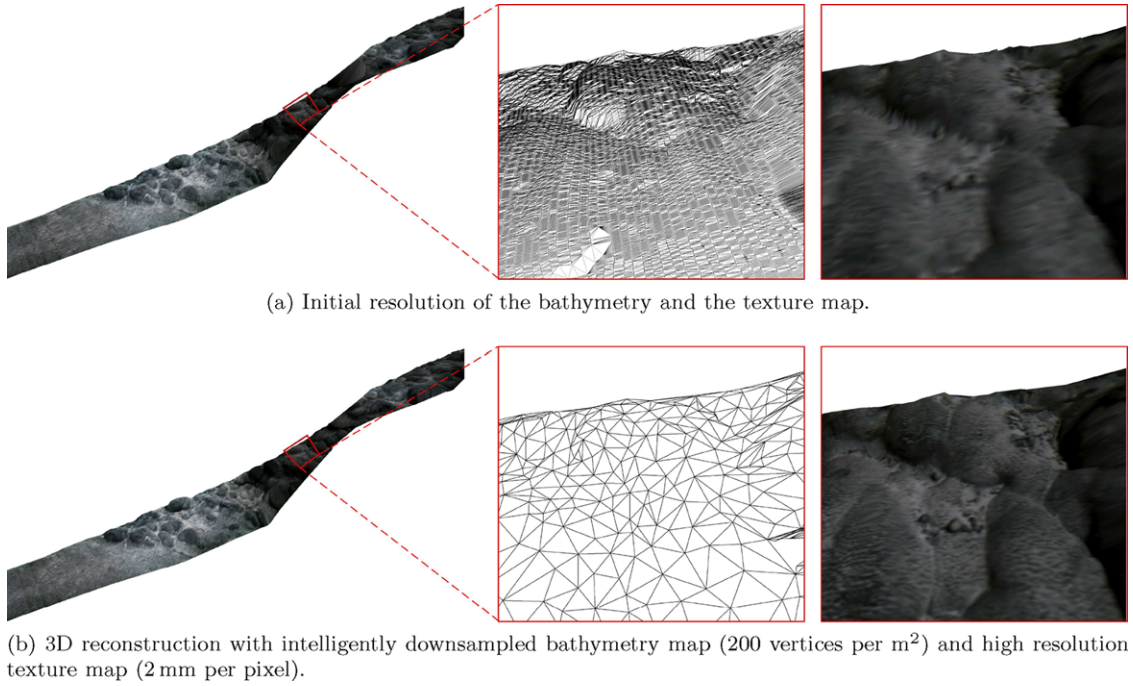 (a) Initial resolution of the bathymetry and the texture map.
(b) 3D reconstruction with intelligently downsampled bathymetry map (200 vertices per m²) and high resolution
texture map (2 mm per pixel).